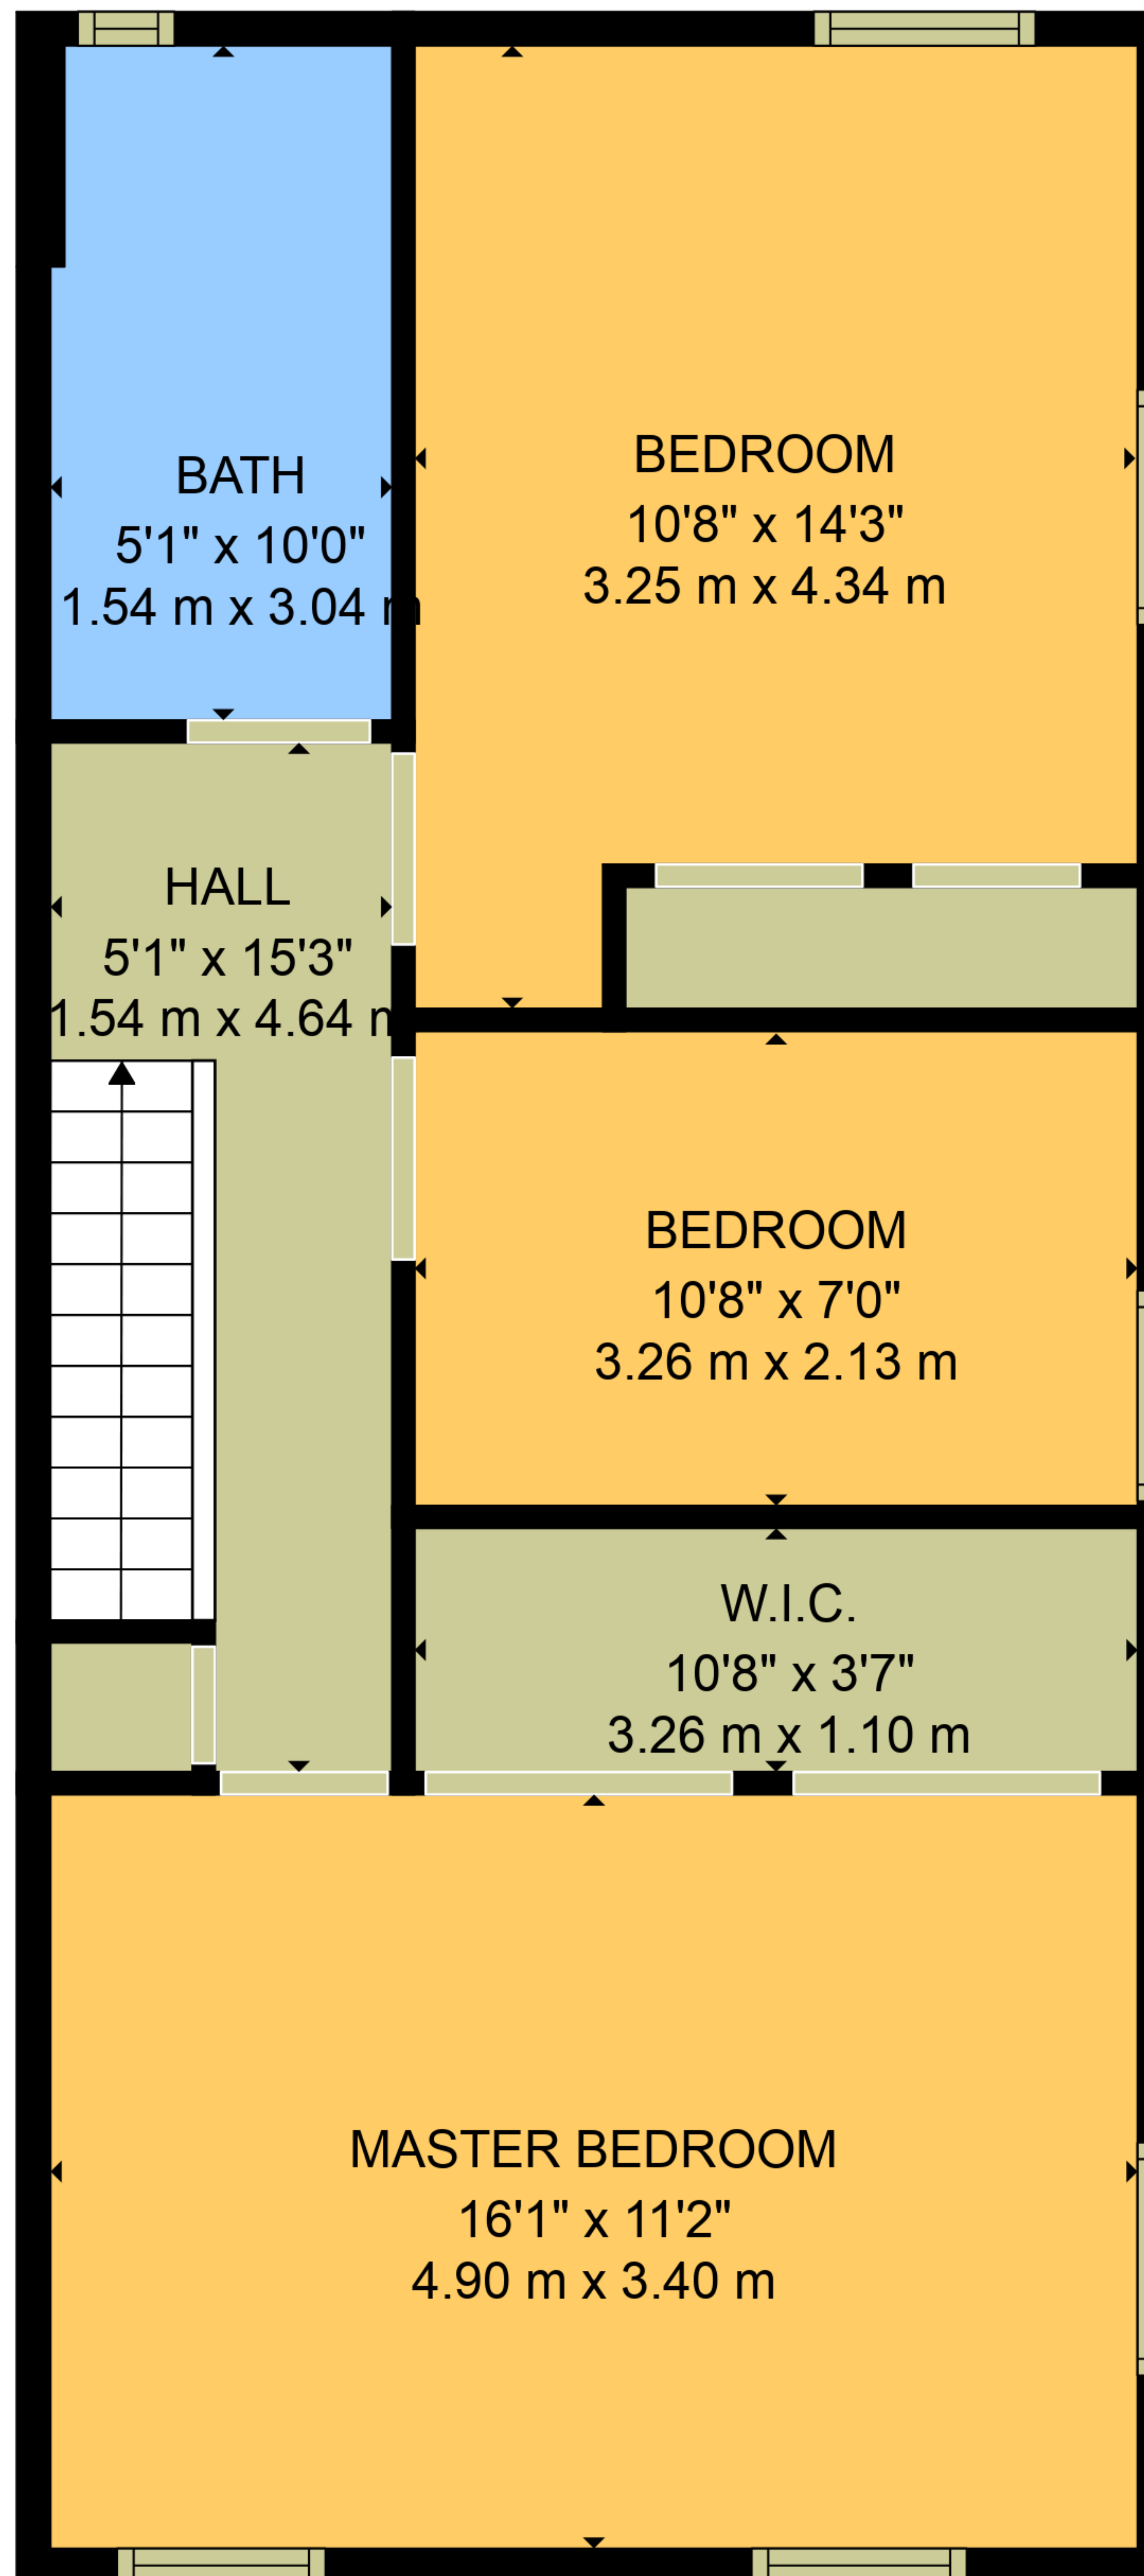 BATH
5'1" x 10'0"
1.54 m x 3.04 m
BEDROOM
10'8" x 14'3"
3.25 m x 4.34 m
HALL
5'1" x 15'3"
1.54 m x 4.64 m
BEDROOM
10'8" x 7'0"
3.26 m x 2.13 m
W.I.C.
10'8" x 3'7"
3.26 m x 1.10 m
MASTER BEDROOM
16'1" x 11'2"
4.90 m x 3.40 m